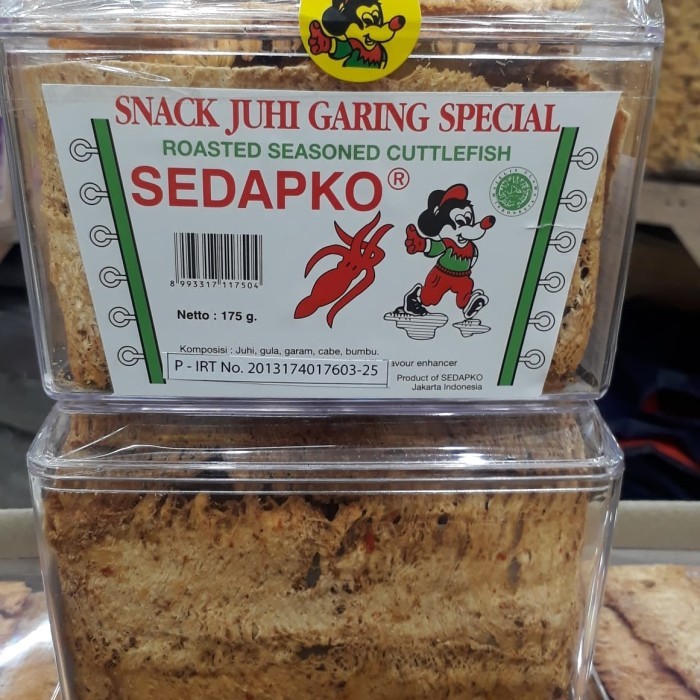 SNACK JUHI GARING SPECIAL
ROASTED SEASONED CUTTLEFISH
SEDAPKO®
8 993317 117504
Netto : 175 g.
Komposisi : Juhi, gula, garam, cabe, bumbu.
P - IRT No. 2013174017603-25
avour enhancer
Product of SEDAPKO
Jakarta Indonesia